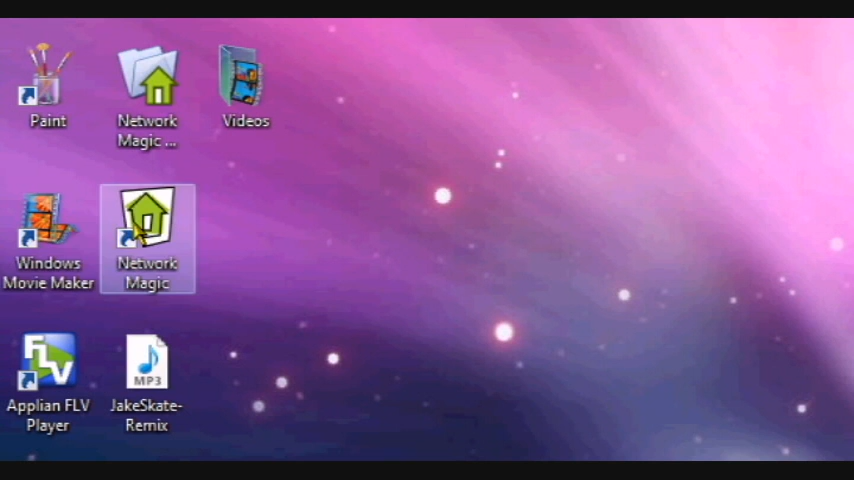 Paint
Network
Magic ...
Videos
Windows
Movie Maker
Network
Magic
FLV
Applian FLV
Player
MP3
JakeSkate-
Remix